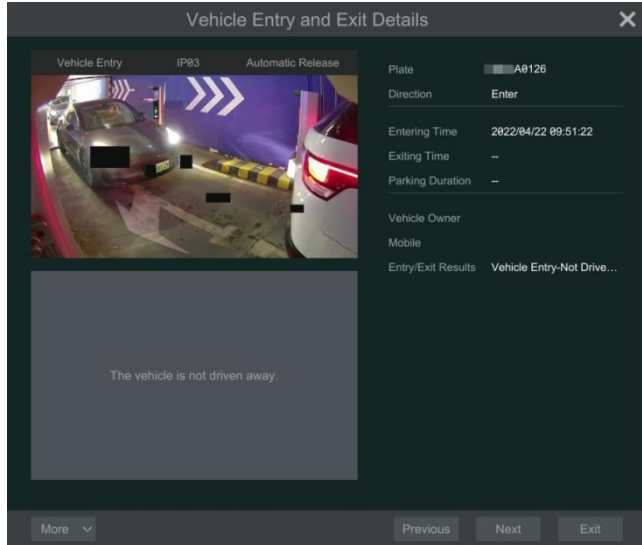 Vehicle Entry and Exit Details
Vehicle Entry IP03 Automatic Release
The vehicle is not driven away.
Plate A0126
Direction Enter
Entering Time 2022/04/22 09:51:22
Exiting Time --
Parking Duration --
Vehicle Owner
Mobile
Entry/Exit Results Vehicle Entry-Not Drive...
More Previous Next Exit